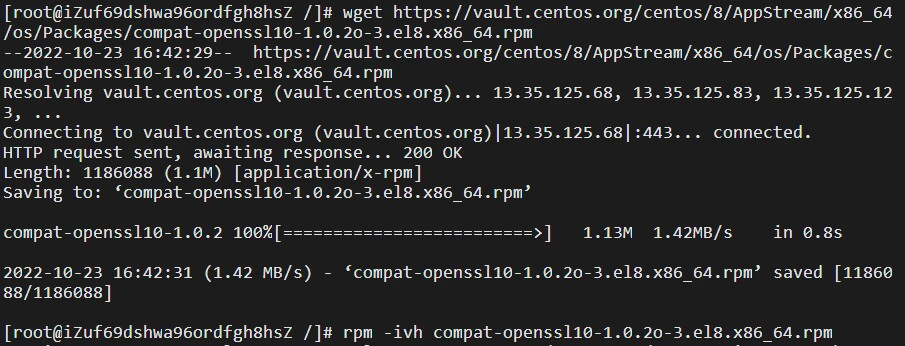 [root@iZuf69dshwa96ordfgh8hsZ /]# wget https://vault.centos.org/centos/8/AppStream/x86_64
/os/Packages/compat-openssl10-1.0.2o-3.el8.x86_64.rpm
--2022-10-23 16:42:29--  https://vault.centos.org/centos/8/AppStream/x86_64/os/Packages/c
ompat-openssl10-1.0.2o-3.el8.x86_64.rpm
Resolving vault.centos.org (vault.centos.org)... 13.35.125.68, 13.35.125.83, 13.35.125.12
3, ...
Connecting to vault.centos.org (vault.centos.org)|13.35.125.68|:443... connected.
HTTP request sent, awaiting response... 200 OK
Length: 1186088 (1.1M) [application/x-rpm]
Saving to: ‘compat-openssl10-1.0.2o-3.el8.x86_64.rpm’
compat-openssl10-1.0.2 100%[=========================>]   1.13M  1.42MB/s    in 0.8s
2022-10-23 16:42:31 (1.42 MB/s) - ‘compat-openssl10-1.0.2o-3.el8.x86_64.rpm’ saved [11860
88/1186088]
[root@iZuf69dshwa96ordfgh8hsZ /]# rpm -ivh compat-openssl10-1.0.2o-3.el8.x86_64.rpm